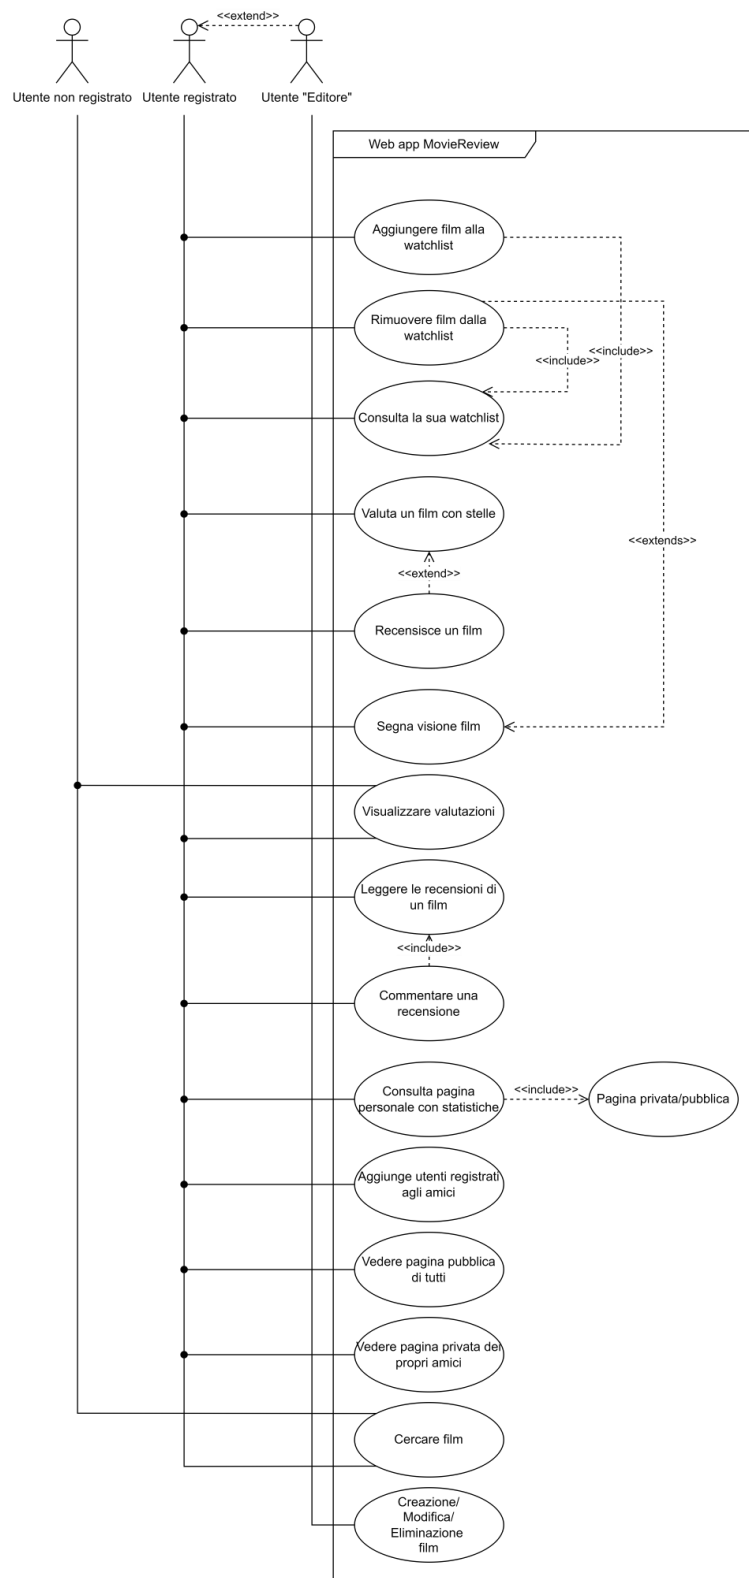 <<extend>>
Utente non registrato
Utente registrato
Utente "Editore"
Web app MovieReview
Aggiungere film alla
watchlist
Rimuovere film dalla
watchlist
<<include>>
<<include>>
Consulta la sua watchlist
Valuta un film con stelle
<<extends>>
<<extend>>
Recensisce un film
Segna visione film
Visualizzare valutazioni
Leggere le recensioni di
un film
<<include>>
Commentare una
recensione
Consulta pagina
personale con statistiche
<<include>>
Pagina privata/pubblica
Aggiunge utenti registrati
agli amici
Vedere pagina pubblica
di tutti
Vedere pagina privata dei
propri amici
Cercare film
Creazione/
Modifica/
Eliminazione
film